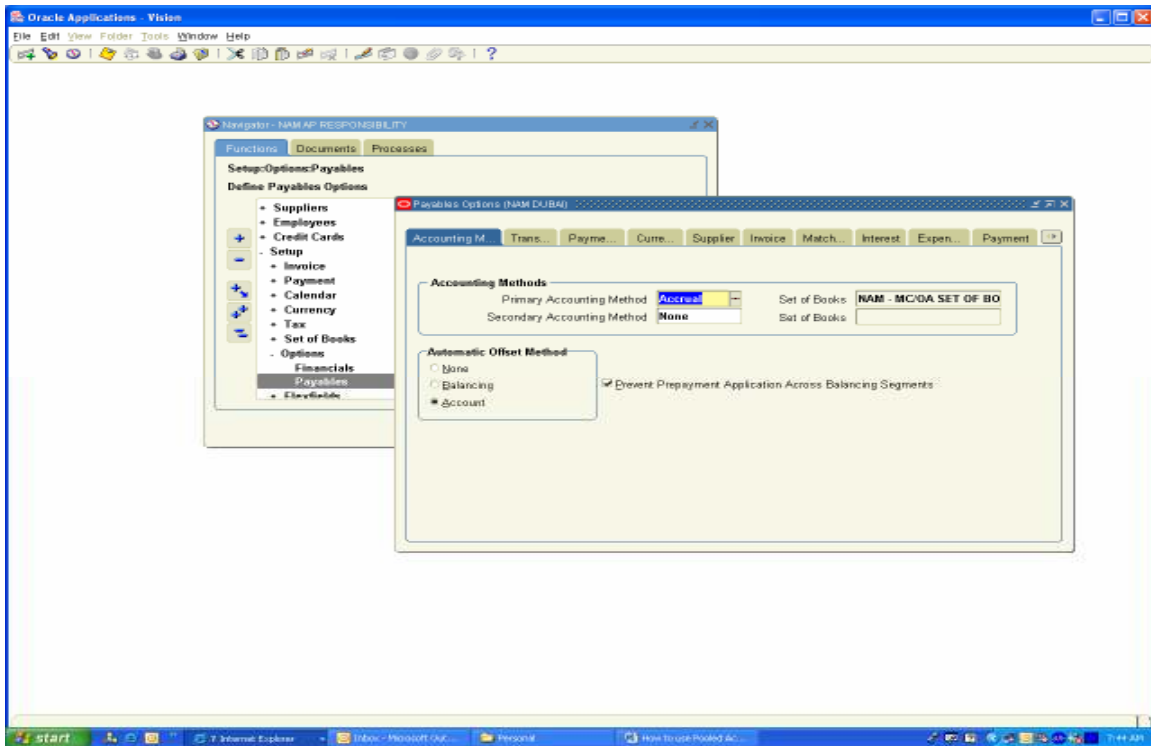 Oracle Applications - Vision
File Edit View Folder Tools Window Help
Navigator - NAM AP RESPONSIBILITY
Functions Documents Processes
Setup:Options:Payables
Define Payables Options
+ Suppliers
+ Employees
+ Credit Cards
- Setup
+ Invoice
+ Payment
+ Calendar
+ Currency
+ Tax
+ Set of Books
- Options
Financials
Payables
+ Flexfields
Payables Options (NAM DUBAI)
Accounting M... Trans... Payme... Curre... Supplier Invoice Match... Interest Expen... Payment
Accounting Methods
Primary Accounting Method Accrual Set of Books NAM - MC/OA SET OF BO
Secondary Accounting Method None Set of Books
Automatic Offset Method
None
Balancing
Account
Prevent Prepayment Application Across Balancing Segments
start 7 Internet Explorer Inbox - Microsoft Out... Personal How to use Pooled Ac... 7:44 AM